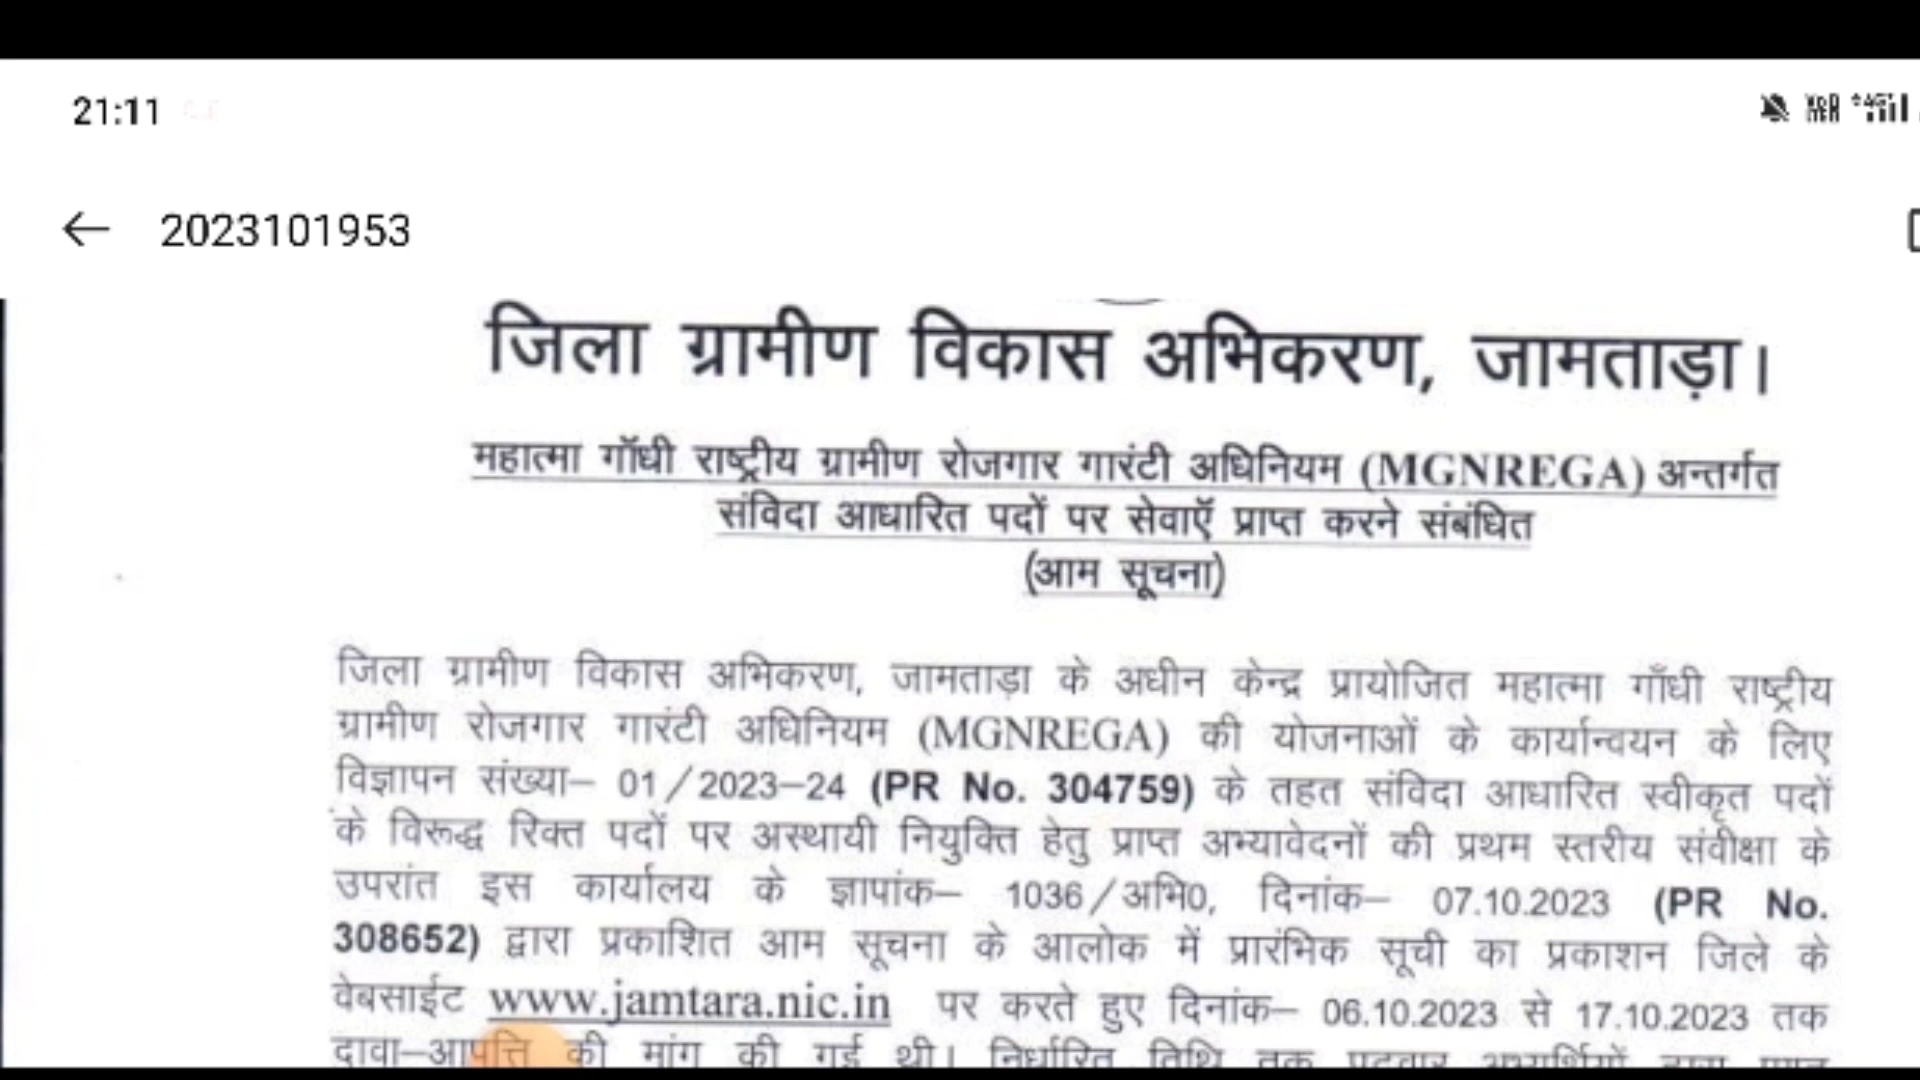 21:11
2023101953
जिला ग्रामीण विकास अभिकरण, जामताड़ा।
महात्मा गॉधी राष्ट्रीय ग्रामीण रोजगार गारंटी अधिनियम (MGNREGA) अन्तर्गत
संविदा आधारित पदों पर सेवाऍ प्राप्त करने संबंधित
(आम सूचना)
जिला ग्रामीण विकास अभिकरण, जामताड़ा के अधीन केन्द्र प्रायोजित महात्मा गाँधी राष्ट्रीय
ग्रामीण रोजगार गारंटी अधिनियम (MGNREGA) की योजनाओं के कार्यान्वयन के लिए
विज्ञापन संख्या– 01/2023–24 (PR No. 304759) के तहत संविदा आधारित स्वीकृत पदों
के विरूद्ध रिक्त पदों पर अस्थायी नियुक्ति हेतु प्राप्त अभ्यावेदनों की प्रथम स्तरीय संवीक्षा के
उपरांत इस कार्यालय के ज्ञापांक– 1036/अभि0, दिनांक– 07.10.2023 (PR No.
308652) द्वारा प्रकाशित आम सूचना के आलोक में प्रारंभिक सूची का प्रकाशन जिले के
वेबसाईट www.jamtara.nic.in पर करते हुए दिनांक– 06.10.2023 से 17.10.2023 तक
दावा–आपत्ति की मांग की गई थी। निर्धारित तिथि तक